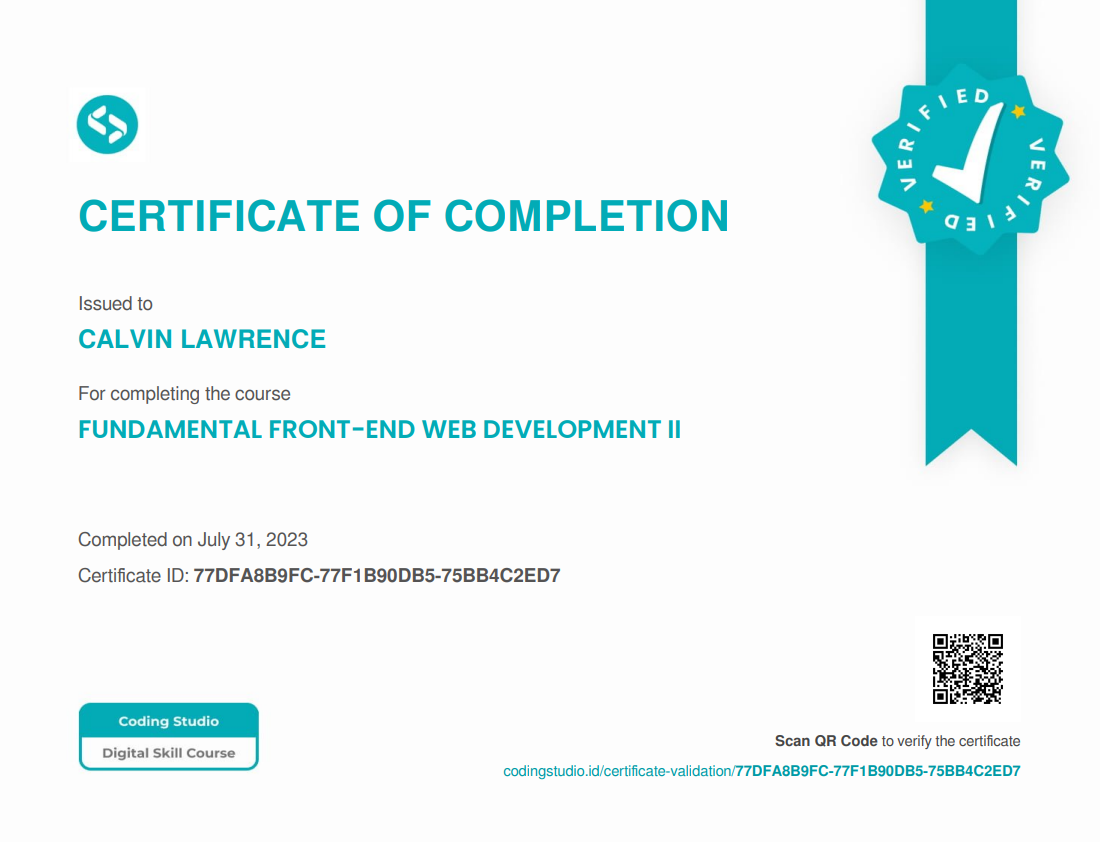 VERIFIED VERIFIED
CERTIFICATE OF COMPLETION
Issued to
CALVIN LAWRENCE
For completing the course
FUNDAMENTAL FRONT-END WEB DEVELOPMENT II
Completed on July 31, 2023
Certificate ID: 77DFA8B9FC-77F1B90DB5-75BB4C2ED7
Coding Studio
Digital Skill Course
Scan QR Code to verify the certificate
codingstudio.id/certificate-validation/77DFA8B9FC-77F1B90DB5-75BB4C2ED7